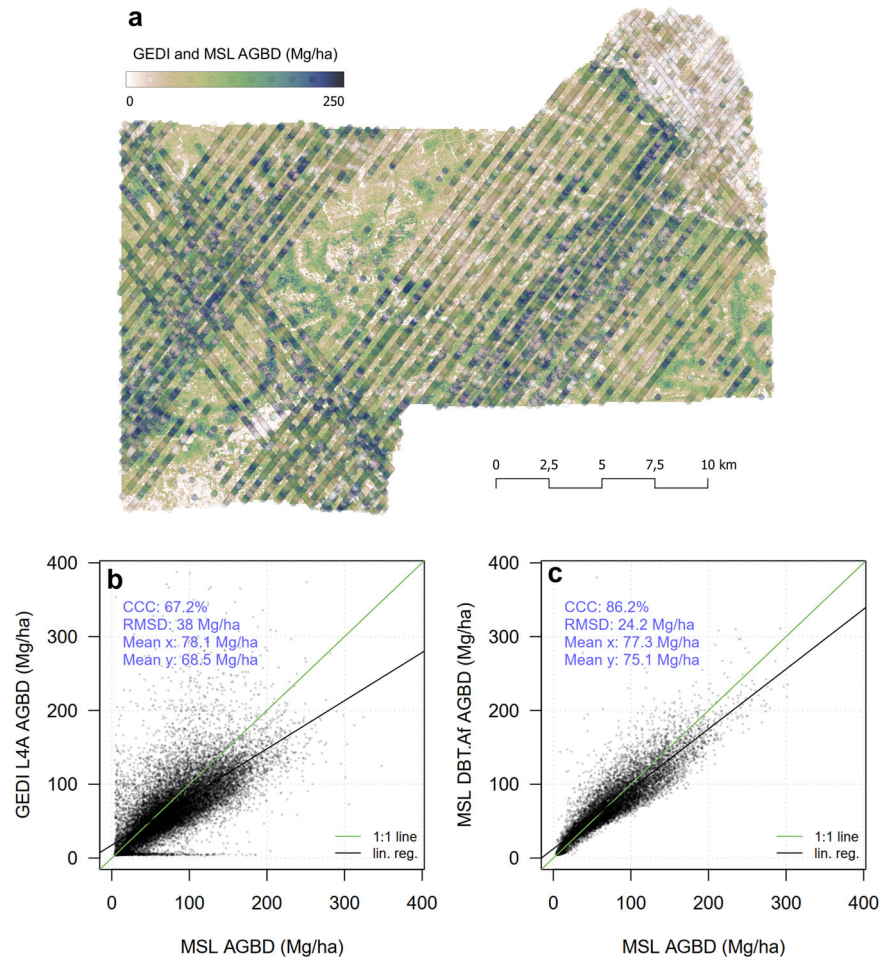 a
GEDI and MSL AGBD (Mg/ha)
0 250
0 2,5 5 7,5 10 km
b
CCC: 67.2%
RMSD: 38 Mg/ha
Mean x: 78.1 Mg/ha
Mean y: 68.5 Mg/ha
GEDI L4A AGBD (Mg/ha)
400
300
200
100
0
1:1 line
lin. reg.
0 100 200 300 400
MSL AGBD (Mg/ha)
c
CCC: 86.2%
RMSD: 24.2 Mg/ha
Mean x: 77.3 Mg/ha
Mean y: 75.1 Mg/ha
MSL DBT.Af AGBD (Mg/ha)
400
300
200
100
0
1:1 line
lin. reg.
0 100 200 300 400
MSL AGBD (Mg/ha)